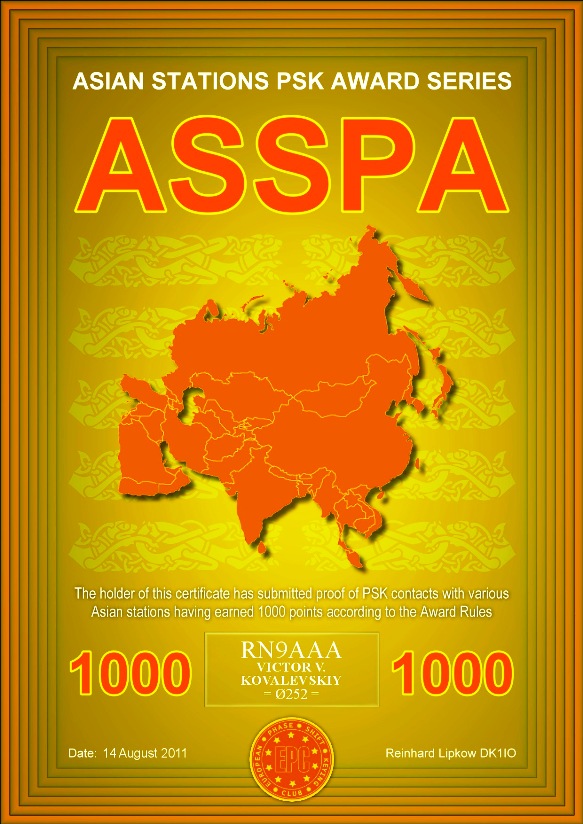 ASIAN STATIONS PSK AWARD SERIES
ASSPA
The holder of this certificate has submitted proof of PSK contacts with various
Asian stations having earned 1000 points according to the Award Rules
1000
RN9AAA
VICTOR V.
KOVALEVSKIY
= Ø252 =
1000
Date: 14 August 2011
EUROPEAN PHASE SHIFT KEYING CLUB
EPC
Reinhard Lipkow DK1IO